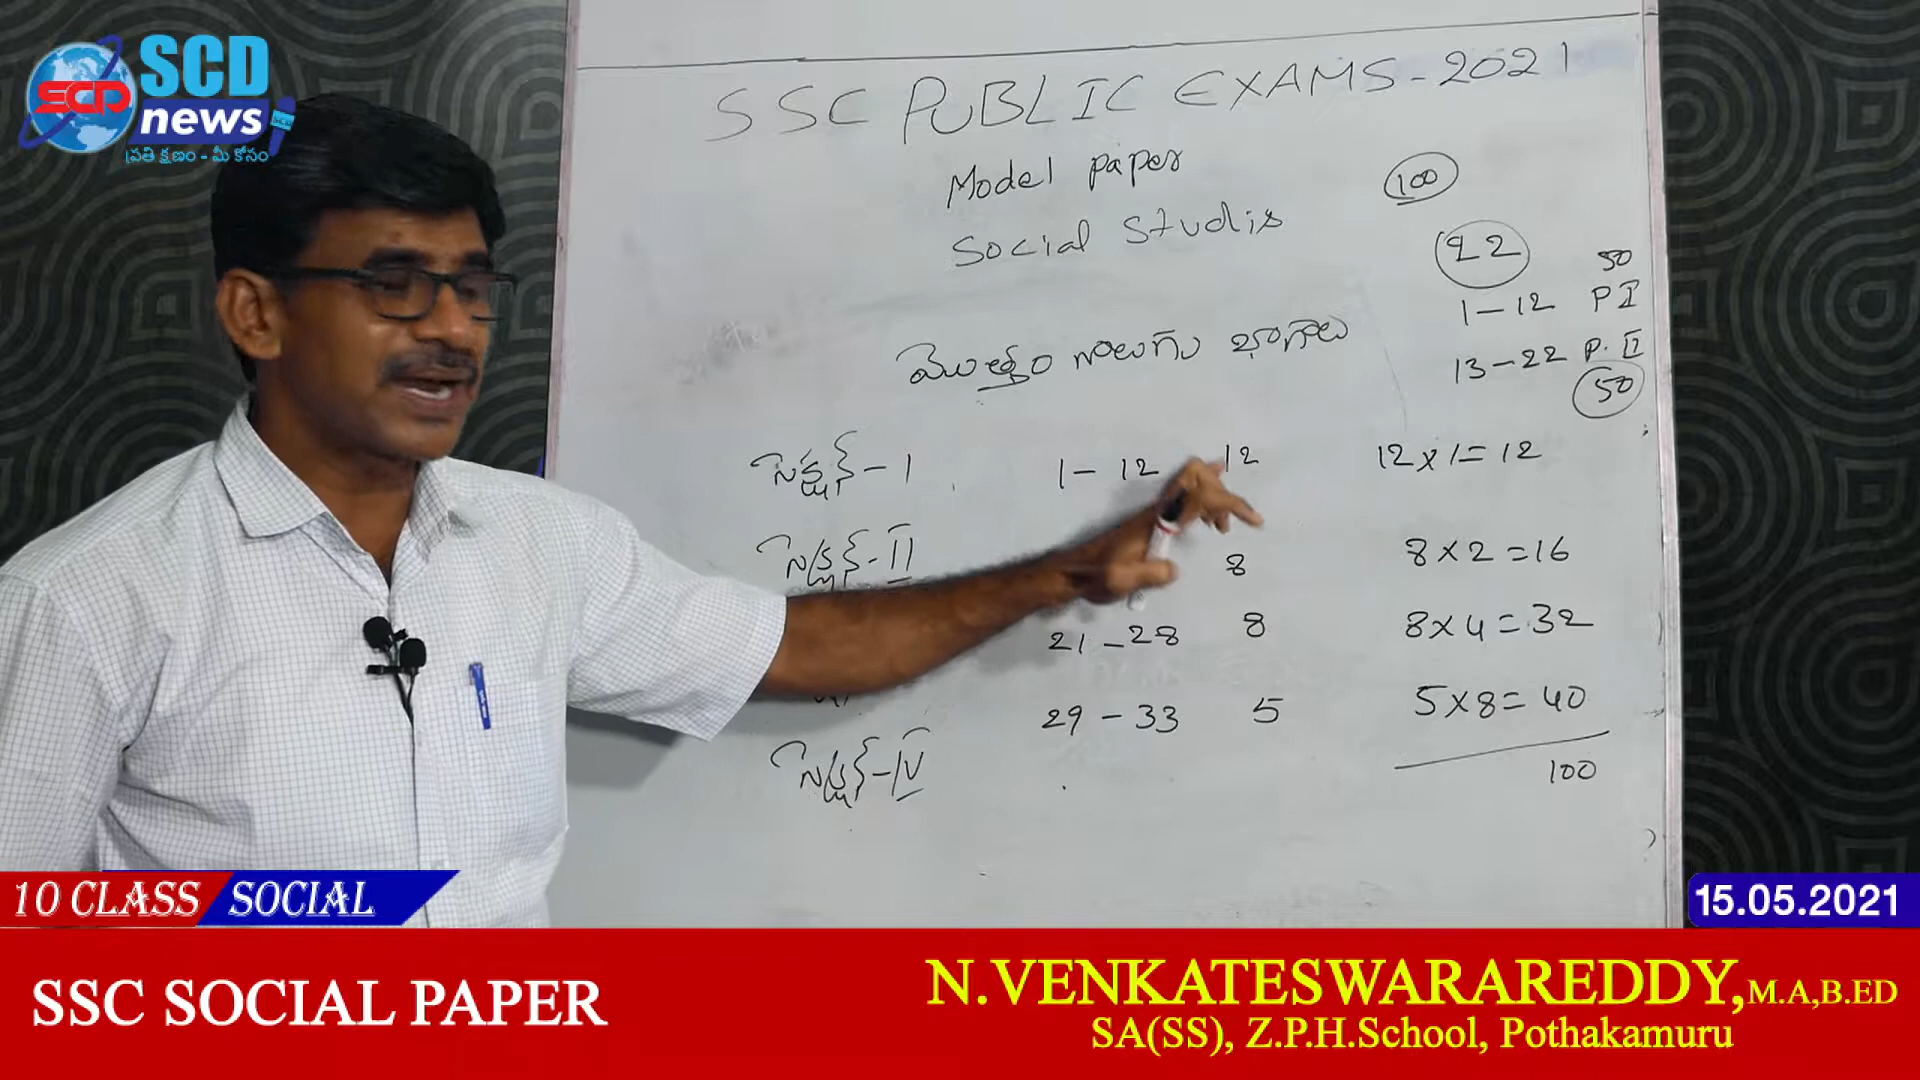 SCD
SCD
news
ప్రతి క్షణం - మీ కోసం
SSC PUBLIC EXAMS-2021
Model paper
100
Social Studis
22
50
1-12 P I
మొత్తం నాలుగు భాగాలు
13-22 P. II
50
సెక్షన్-I 1-12 12 12x1=12
సెక్షన్-II 8 8x2=16
21-28 8 8x4=32
29-33 5 5x8=40
సెక్షన్-IV
100
10 CLASS SOCIAL
15.05.2021
SSC SOCIAL PAPER
N.VENKATESWARAREDDY,M.A,B.ED
SA(SS), Z.P.H.School, Pothakamuru